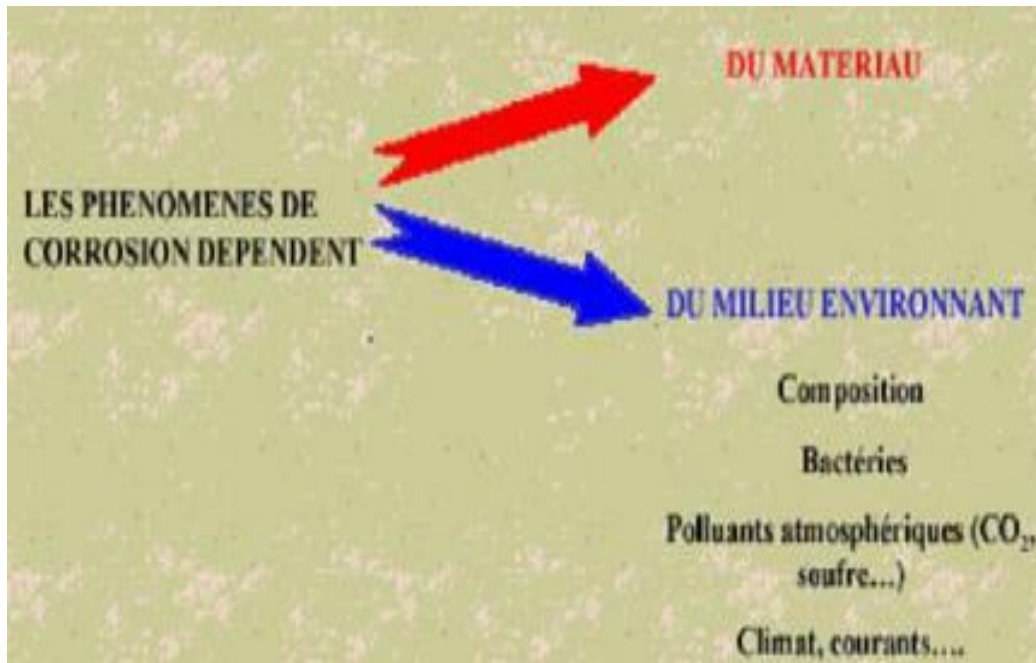 DU MATERIAU
LES PHENOMENES DE
CORROSION DEPENDENT
DU MILIEU ENVIRONNANT
Composition
Bactéries
Polluants atmosphériques (CO₂,
soufre...)
Climat, courants....